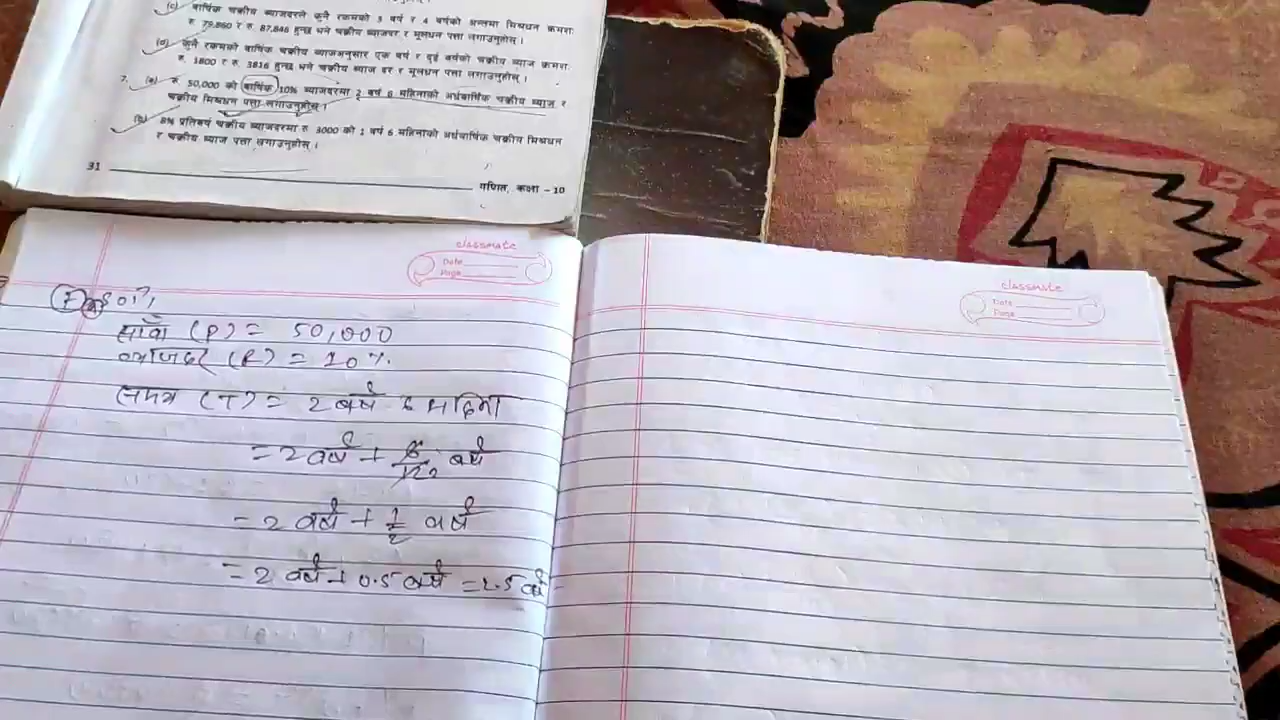 (c) वार्षिक चक्रीय ब्याजदरले कुनै रकमको 3 वर्ष र 4 वर्षको अन्तमा मिश्रधन क्रमशः
रु. 79,860 र रु. 87,846 हुन्छ भने चक्रीय ब्याजदर र मूलधन पत्ता लगाउनुहोस् ।
(d) कुनै रकमको वार्षिक चक्रीय ब्याजअनुसार एक वर्ष र दुई वर्षको चक्रीय ब्याज क्रमशः
रु. 1800 र रु. 3816 हुन्छ भने चक्रीय ब्याज दर र मूलधन पत्ता लगाउनुहोस् ।
7. (a) रु. 50,000 को वार्षिक 10% ब्याजदरमा 2 वर्ष 6 महिनाको अर्धवार्षिक चक्रीय ब्याज र
चक्रीय मिश्रधन पत्ता लगाउनुहोस् ।
(b) 8% प्रतिवर्ष चक्रीय ब्याजदरमा रु 3000 को 1 वर्ष 6 महिनाको अर्धवार्षिक चक्रीय मिश्रधन
र चक्रीय ब्याज पत्ता लगाउनुहोस् ।
31 गणित, कक्षा - 10
classmate
Date
Page
7 a Sol,
साँवा (P) = 50,000
ब्याजदर (R) = 10%
समय (T) = 2 वर्ष 6 महिना
= 2 वर्ष + 6/12 2 वर्ष
= 2 वर्ष + 1/2 वर्ष
= 2 वर्ष + 0.5 वर्ष = 2.5 वर्ष
classmate
Date
Page